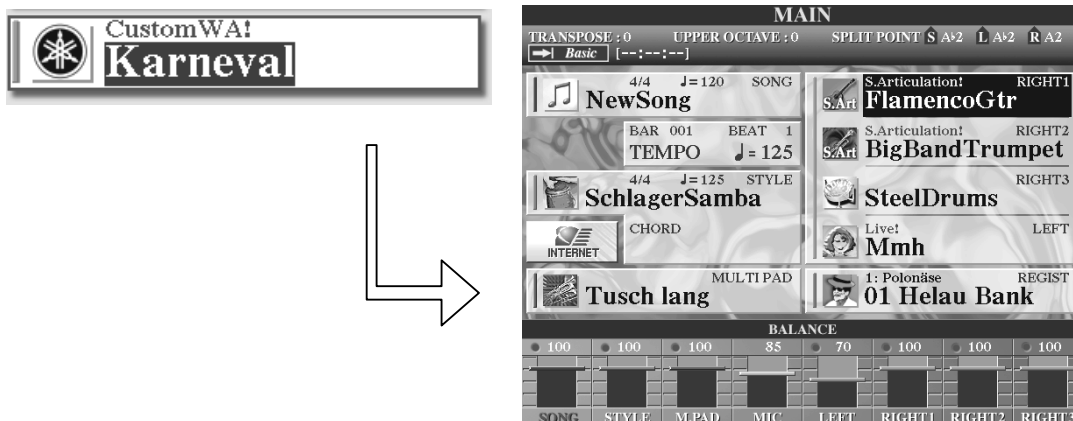 CustomWA!
Karneval
MAIN
TRANSPOSE : 0 UPPER OCTAVE : 0 SPLIT POINT S A♭2 L A♭2 R A2
Basic [--:--:--]
4/4 ♩=120 SONG
NewSong
BAR 001 BEAT 1
TEMPO ♩= 125
4/4 ♩=125 STYLE
SchlagerSamba
INTERNET
CHORD
MULTI PAD
Tusch lang
S.Art
S.Articulation! RIGHT1
FlamencoGtr
S.Art
S.Articulation! RIGHT2
BigBandTrumpet
RIGHT3
SteelDrums
Live! LEFT
Mmh
1: Polonäse REGIST
01 Helau Bank
BALANCE
100 100 100 85 70 100 100 100
SONG STYLE M.PAD MIC LEFT RIGHT1 RIGHT2 RIGHT3